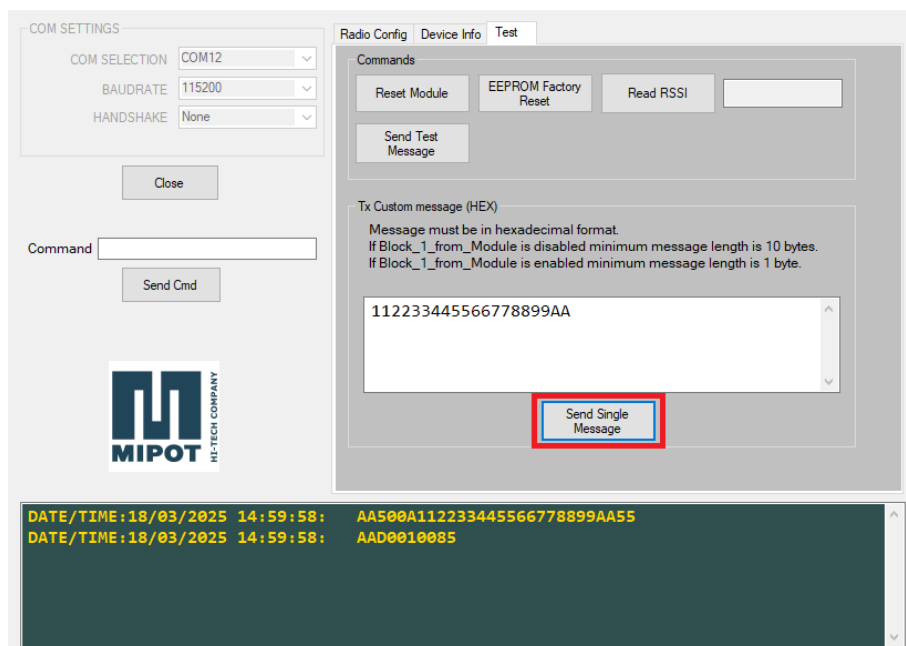 COM SETTINGS
COM SELECTION COM12
BAUDRATE 115200
HANDSHAKE None
Close
Command
Send Cmd
MIPOT
HI-TECH COMPANY
Radio Config Device Info Test
Commands
Reset Module
EEPROM Factory
Reset
Read RSSI
Send Test
Message
Tx Custom message (HEX)
Message must be in hexadecimal format.
If Block_1_from_Module is disabled minimum message length is 10 bytes.
If Block_1_from_Module is enabled minimum message length is 1 byte.
112233445566778899AA
Send Single
Message
DATE/TIME:18/03/2025 14:59:58: AA500A112233445566778899AA55
DATE/TIME:18/03/2025 14:59:58: AAD0010085